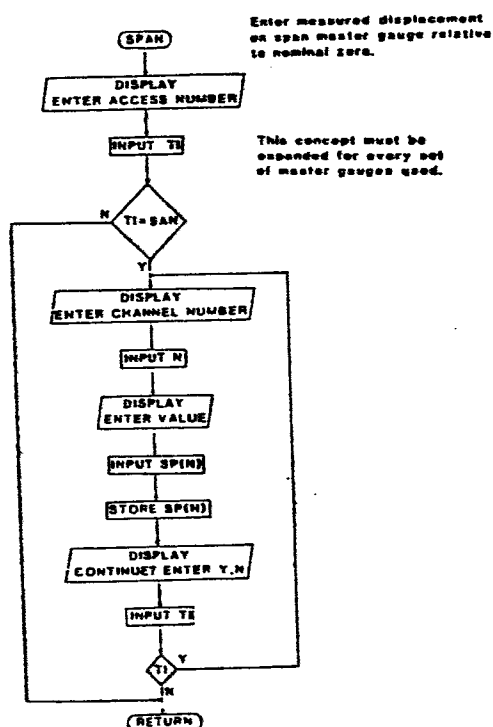 Enter measured displacement
on span master gauge relative
to nominal zero.
SPAN
DISPLAY
ENTER ACCESS NUMBER
INPUT TI
This concept must be
expanded for every set
of master gauges used.
N
TI=SAN
Y
DISPLAY
ENTER CHANNEL NUMBER
INPUT N
DISPLAY
ENTER VALUE
INPUT SP(N)
STORE SP(N)
DISPLAY
CONTINUE? ENTER Y,N
INPUT
TI
Y
N
RETURN